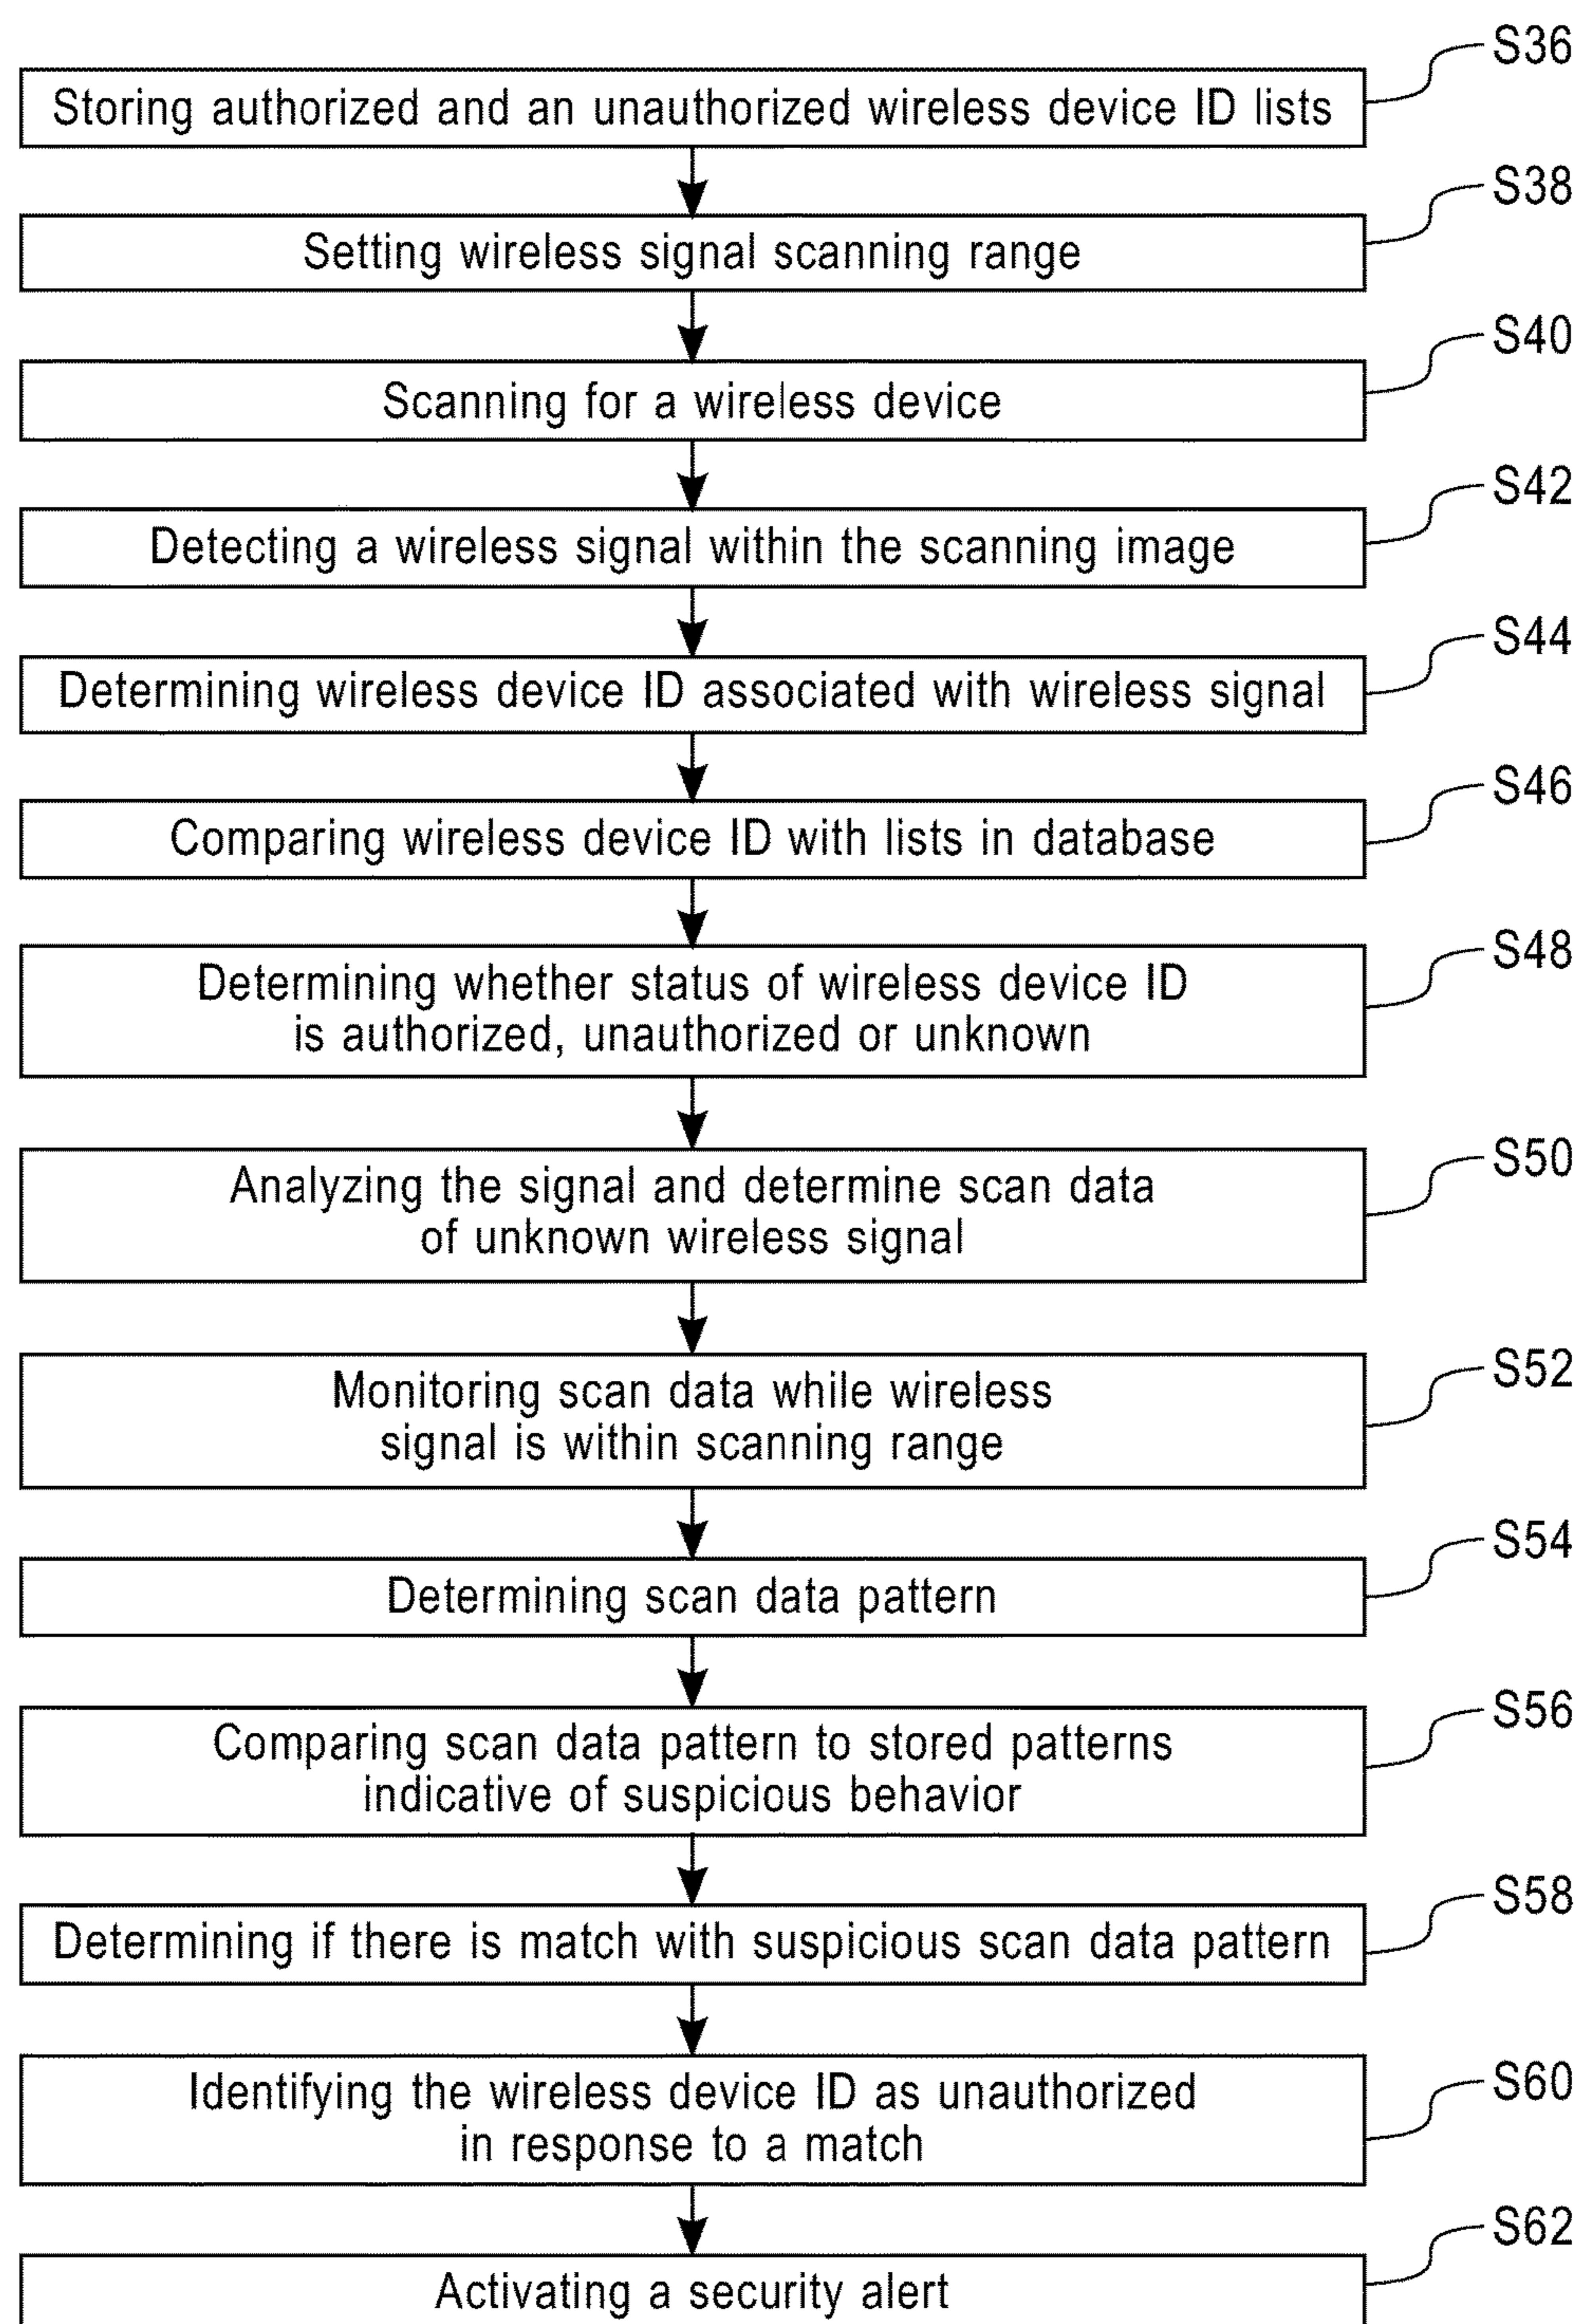 S36
Storing authorized and an unauthorized wireless device ID lists
S38
Setting wireless signal scanning range
S40
Scanning for a wireless device
S42
Detecting a wireless signal within the scanning image
S44
Determining wireless device ID associated with wireless signal
S46
Comparing wireless device ID with lists in database
S48
Determining whether status of wireless device ID
is authorized, unauthorized or unknown
S50
Analyzing the signal and determine scan data
of unknown wireless signal
S52
Monitoring scan data while wireless
signal is within scanning range
S54
Determining scan data pattern
S56
Comparing scan data pattern to stored patterns
indicative of suspicious behavior
S58
Determining if there is match with suspicious scan data pattern
S60
Identifying the wireless device ID as unauthorized
in response to a match
S62
Activating a security alert